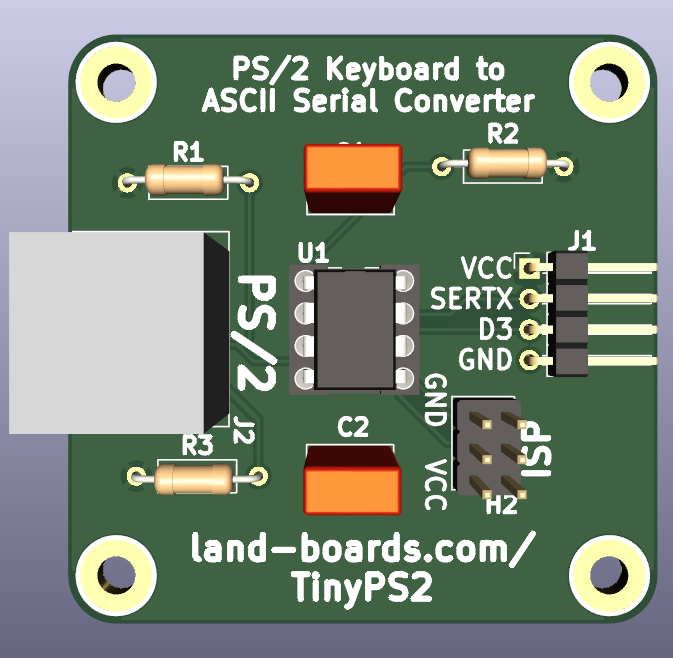 PS/2 Keyboard to
ASCII Serial Converter
R1
R2
U1
J1
VCC
SERTX
D3
GND
PS/2
J2
GND
VCC
ISP
H2
R3
C2
land-boards.com/
TinyPS2